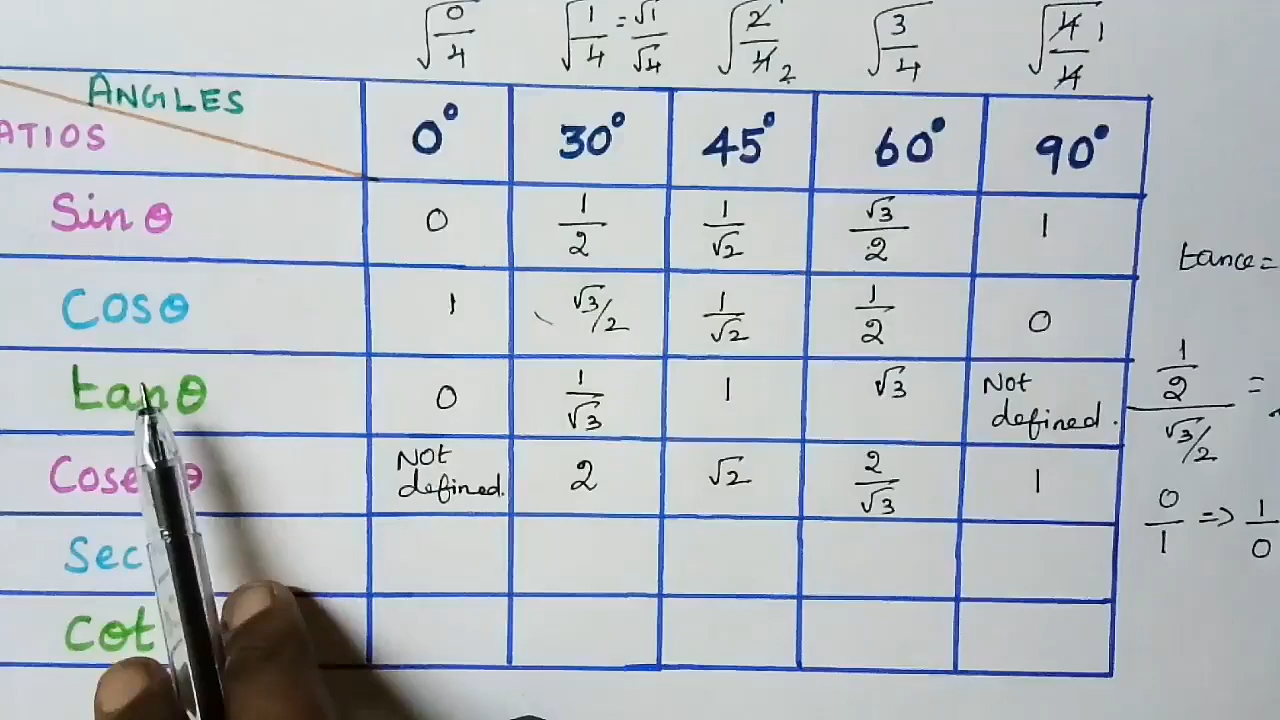 √0/4 √1/4 = √1/√4 √2/4 2 √3/4 √4/4 1
ANGLES
ATIOS 0° 30° 45° 60° 90°
Sin θ 0 1/2 1/√2 √3/2 1
Cos θ 1 √3/2 1/√2 1/2 0
tan θ 0 1/√3 1 √3 Not defined.
Cose θ Not defined. 2 √2 2/√3 1
Sec
Cot
tan =
1/2 / √3/2 =
0/1 => 1/0